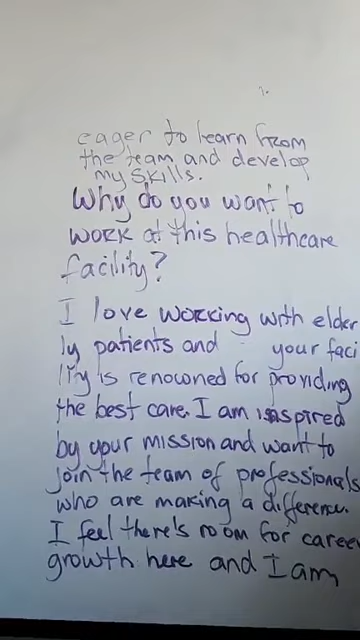 eager to learn from
the team and develop
my skills.
Why do you want to
work at this healthcare
facility?
I love working with elder
ly patients and your faci
lity is renowned for providing
the best care. I am inspired
by your mission and want to
join the team of professionals
who are making a difference.
I feel there's room for career
growth here and I am